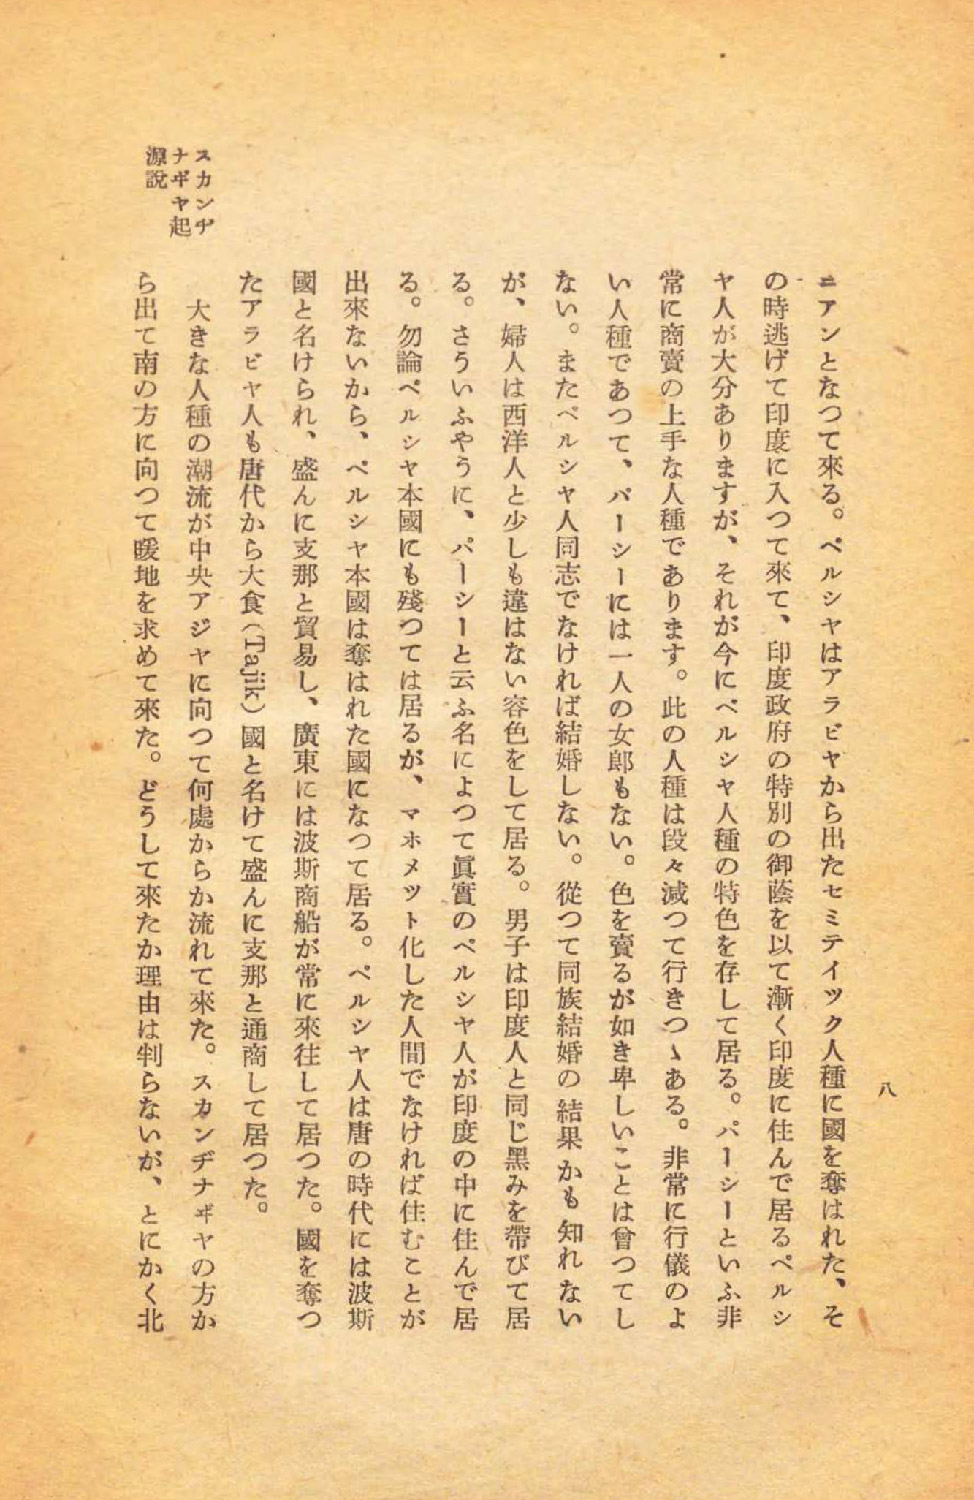 八
ニアンとなつて來る。ペルシヤはアラビヤから出たセミテイツク人種に國を奪はれた、そ
の時逃げて印度に入つて來て、印度政府の特別の御蔭を以て漸く印度に住んで居るペルシ
ヤ人が大分ありますが、それが今にペルシヤ人種の特色を存して居る。パーシーといふ非
常に商賣の上手な人種であります。此の人種は段々減つて行きつゝある。非常に行儀のよ
い人種であつて、パーシーには一人の女郎もない。色を賣るが如き卑しいことは曾つてし
ない。またペルシヤ人同志でなければ結婚しない。從つて同族結婚の結果かも知れない
が、婦人は西洋人と少しも違はない容色をして居る。男子は印度人と同じ黑みを帶びて居
る。さういふやうに、パーシーと云ふ名によつて眞實のペルシヤ人が印度の中に住んで居
る。勿論ペルシヤ本國にも殘つては居るが、マホメツト化した人間でなければ住むことが
出來ないから、ペルシヤ本國は奪はれた國になつて居る。ペルシヤ人は唐の時代には波斯
國と名けられ、盛んに支那と貿易し、廣東には波斯商船が常に來往して居つた。國を奪つ
たアラビヤ人も唐代から大食(Tajik)國と名けて盛んに支那と通商して居つた。
スカンヂ
ナギヤ起
源說
大きな人種の潮流が中央アジヤに向つて何處からか流れて來た。スカンヂナギヤの方か
ら出て南の方に向つて暖地を求めて來た。どうして來たか理由は判らないが、とにかく北